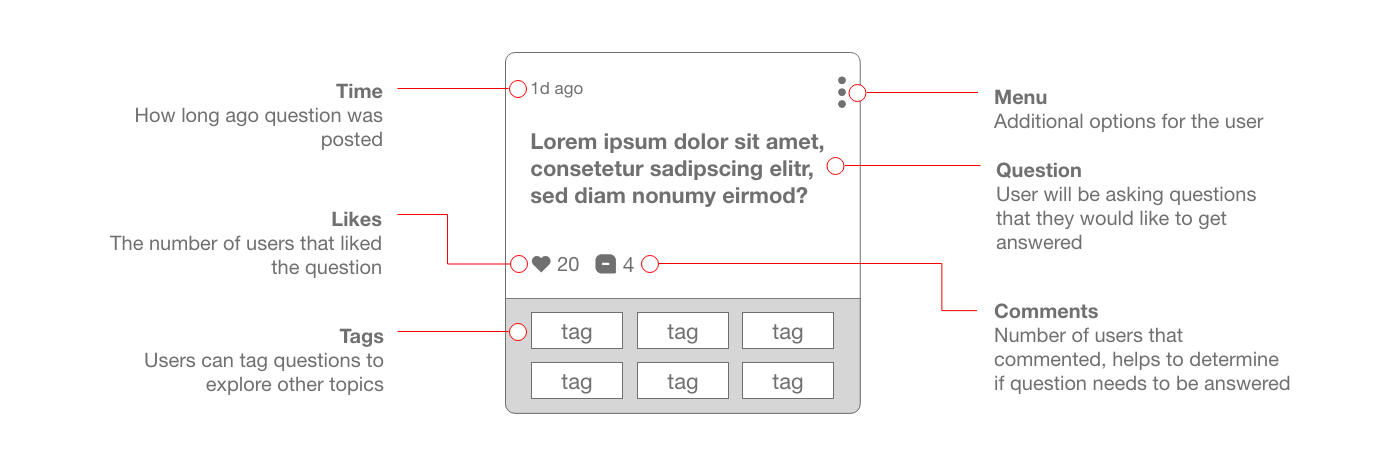 Time
How long ago question was
posted
Likes
The number of users that liked
the question
Tags
Users can tag questions to
explore other topics
1d ago
Lorem ipsum dolor sit amet,
consetetur sadipscing elitr,
sed diam nonumy eirmod?
20 4
tag tag tag
tag tag tag
Menu
Additional options for the user
Question
User will be asking questions
that they would like to get
answered
Comments
Number of users that
commented, helps to determine
if question needs to be answered